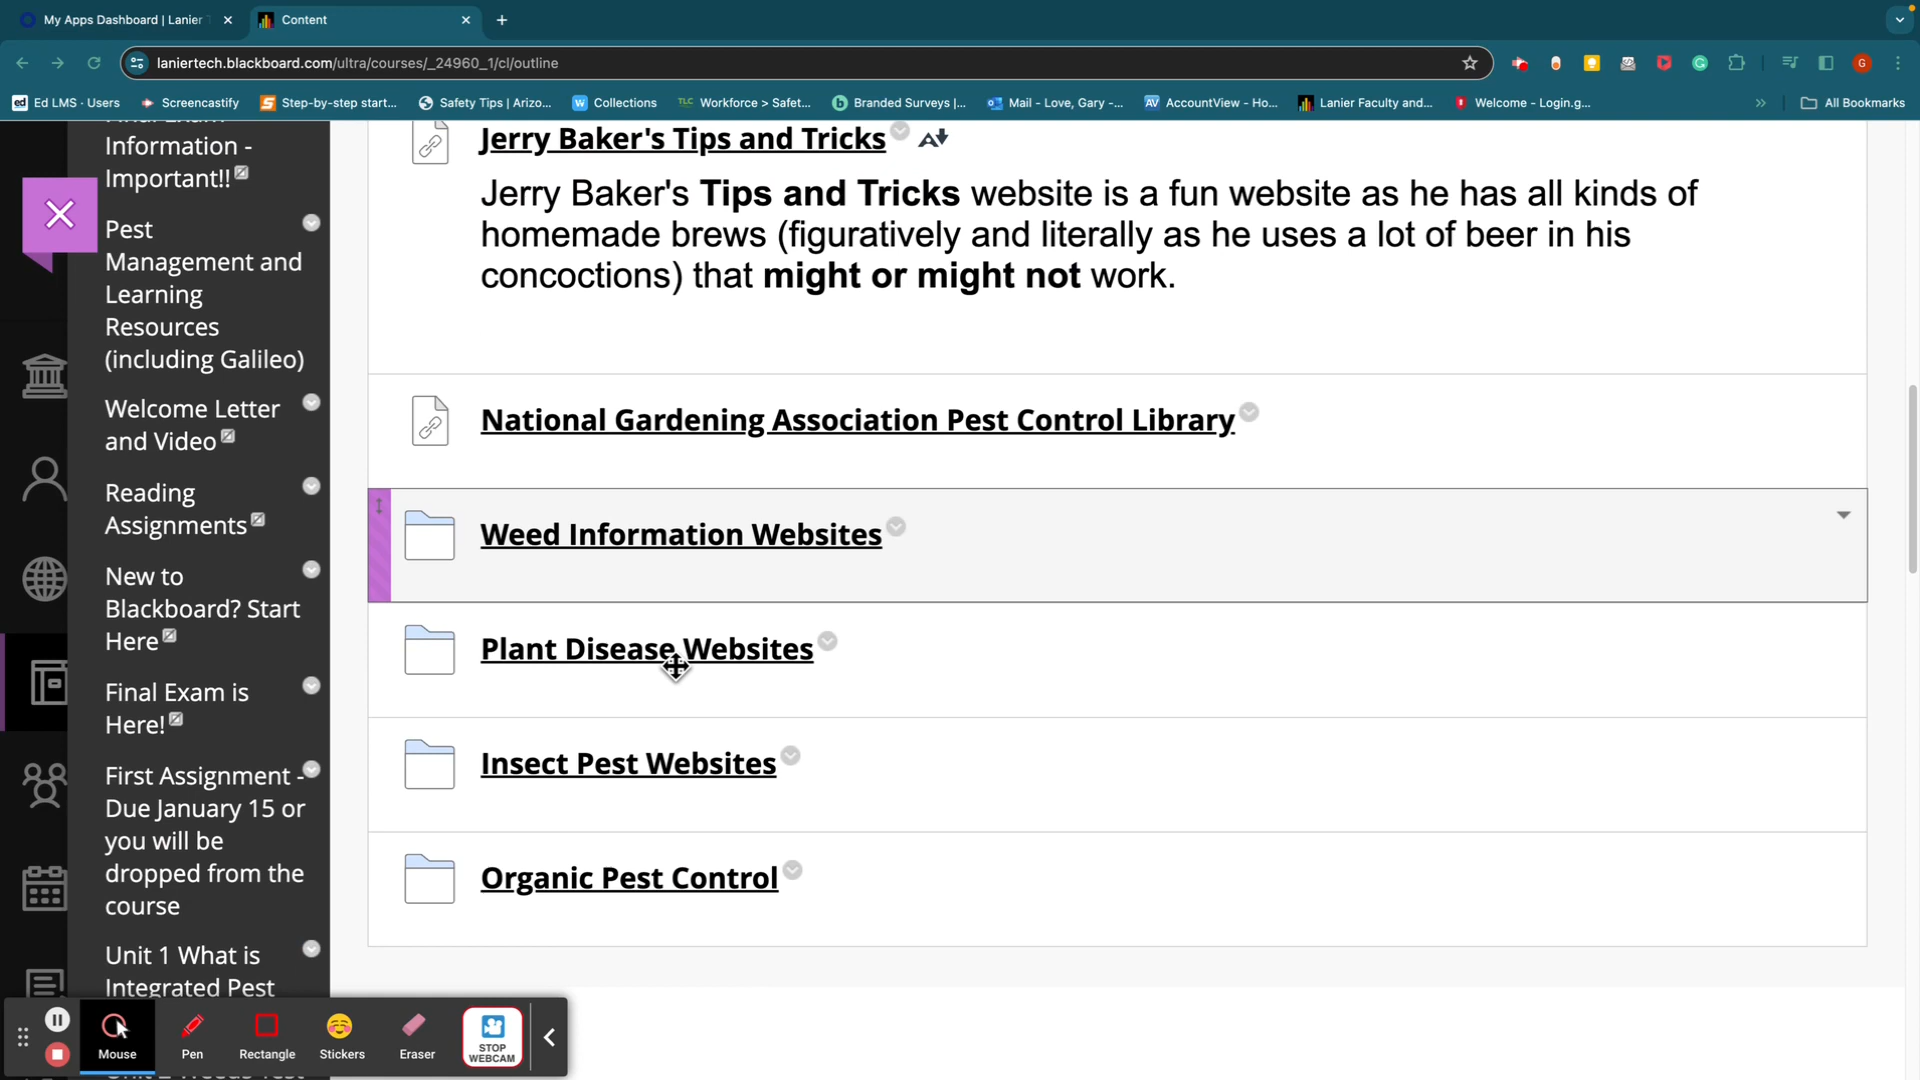 My Apps Dashboard | Lanier
Content
laniertech.blackboard.com/ultra/courses/_24960_1/cl/outline
G
Ed LMS - Users
Screencastify
Step-by-step start...
Safety Tips | Arizo...
Collections
Workforce > Safet...
Branded Surveys |...
Mail - Love, Gary -...
AccountView - Ho...
Lanier Faculty and...
Welcome - Login.g...
»
All Bookmarks
Information -
Important!!
Pest
Management and
Learning
Resources
(including Galileo)
Welcome Letter
and Video
Reading
Assignments
New to
Blackboard? Start
Here
Final Exam is
Here!
First Assignment -
Due January 15 or
you will be
dropped from the
course
Unit 1 What is
Integrated Pest
Jerry Baker's Tips and Tricks
Jerry Baker's Tips and Tricks website is a fun website as he has all kinds of
homemade brews (figuratively and literally as he uses a lot of beer in his
concoctions) that might or might not work.
National Gardening Association Pest Control Library
Weed Information Websites
Plant Disease Websites
Insect Pest Websites
Organic Pest Control
Mouse
Pen
Rectangle
Stickers
Eraser
STOP
WEBCAM